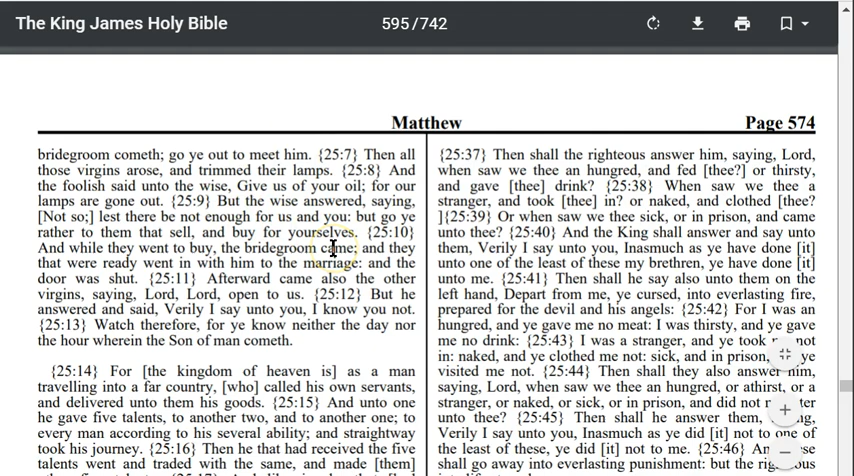 The King James Holy Bible
595 / 742
Matthew
Page 574
bridegroom cometh; go ye out to meet him. {25:7} Then all
those virgins arose, and trimmed their lamps. {25:8} And
the foolish said unto the wise, Give us of your oil; for our
lamps are gone out. {25:9} But the wise answered, saying,
[Not so;] lest there be not enough for us and you: but go ye
rather to them that sell, and buy for yourselves. {25:10}
And while they went to buy, the bridegroom came; and they
that were ready went in with him to the marriage: and the
door was shut. {25:11} Afterward came also the other
virgins, saying, Lord, Lord, open to us. {25:12} But he
answered and said, Verily I say unto you, I know you not.
{25:13} Watch therefore, for ye know neither the day nor
the hour wherein the Son of man cometh.
{25:14} For [the kingdom of heaven is] as a man
travelling into a far country, [who] called his own servants,
and delivered unto them his goods. {25:15} And unto one
he gave five talents, to another two, and to another one; to
every man according to his several ability; and straightway
took his journey. {25:16} Then he that had received the five
talents went and traded with the same, and made [them]
{25:37} Then shall the righteous answer him, saying, Lord,
when saw we thee an hungred, and fed [thee?] or thirsty,
and gave [thee] drink? {25:38} When saw we thee a
stranger, and took [thee] in? or naked, and clothed [thee?
]{25:39} Or when saw we thee sick, or in prison, and came
unto thee? {25:40} And the King shall answer and say unto
them, Verily I say unto you, Inasmuch as ye have done [it]
unto one of the least of these my brethren, ye have done [it]
unto me. {25:41} Then shall he say also unto them on the
left hand, Depart from me, ye cursed, into everlasting fire,
prepared for the devil and his angels: {25:42} For I was an
hungred, and ye gave me no meat: I was thirsty, and ye gave
me no drink: {25:43} I was a stranger, and ye took not
in: naked, and ye clothed me not: sick, and in prison, ye
visited me not. {25:44} Then shall they also answer him,
saying, Lord, when saw we thee an hungred, or athirst, or a
stranger, or naked, or sick, or in prison, and did not
unto thee? {25:45} Then shall he answer them,
Verily I say unto you, Inasmuch as ye did [it] not to one of
the least of these, ye did [it] not to me. {25:46}
shall go away into everlasting punishment: but the